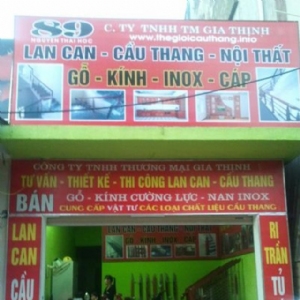 89 C. TY TNHH TM GIA THỊNH
NGUYỄN THÁI HỌC www.thegioicauthang.info
LAN CAN - CẦU THANG - NỘI THẤT
GỖ - KÍNH - INOX - CÁP
CÔNG TY TNHH THƯƠNG MẠI GIA THỊNH
TƯ VẤN - THIẾT KẾ - THI CÔNG LAN CAN - CẦU THANG
BÁN GỖ - KÍNH CƯỜNG LỰC - NAN INOX
CUNG CẤP VẬT TƯ CÁC LOẠI CHẤT LIỆU CẦU THANG
LAN
CAN
CẦU
RI
TRẦN
TỦ